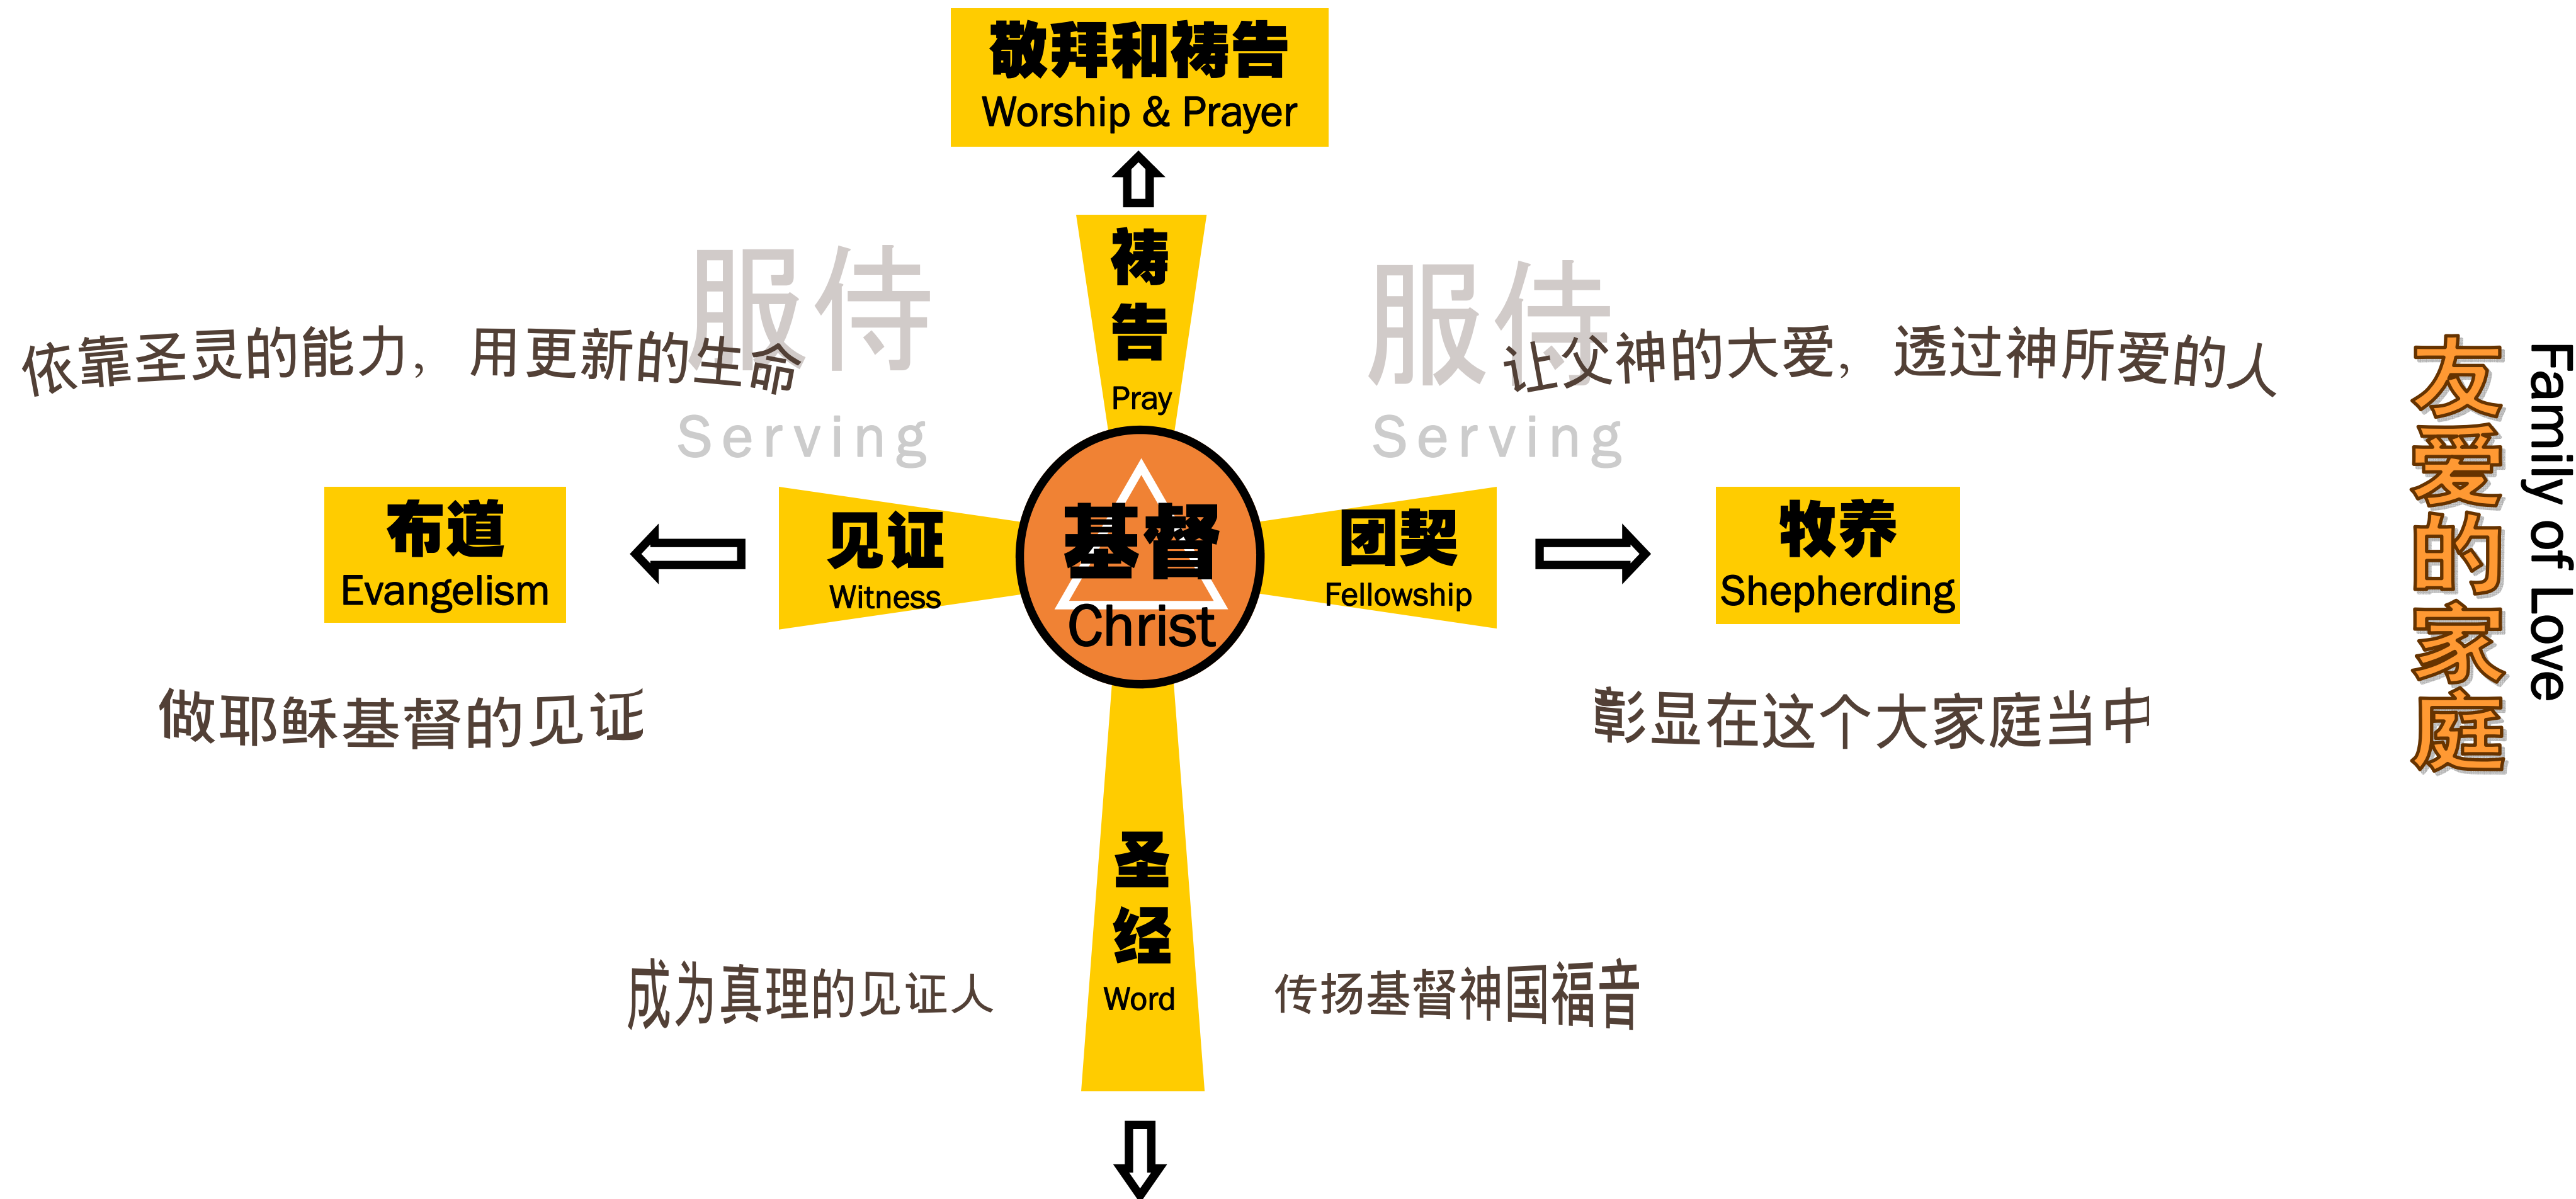 敬拜和祷告
Worship & Prayer
祷告
Pray
服侍
Serving
服侍
Serving
依靠圣灵的能力，用更新的生命
让父神的大爱，透过神所爱的人
友爱的家庭
Family of Love
布道
Evangelism
见证
Witness
基督
Christ
团契
Fellowship
牧养
Shepherding
做耶稣基督的见证
彰显在这个大家庭当中
圣经
Word
成为真理的见证人
传扬基督神国福音